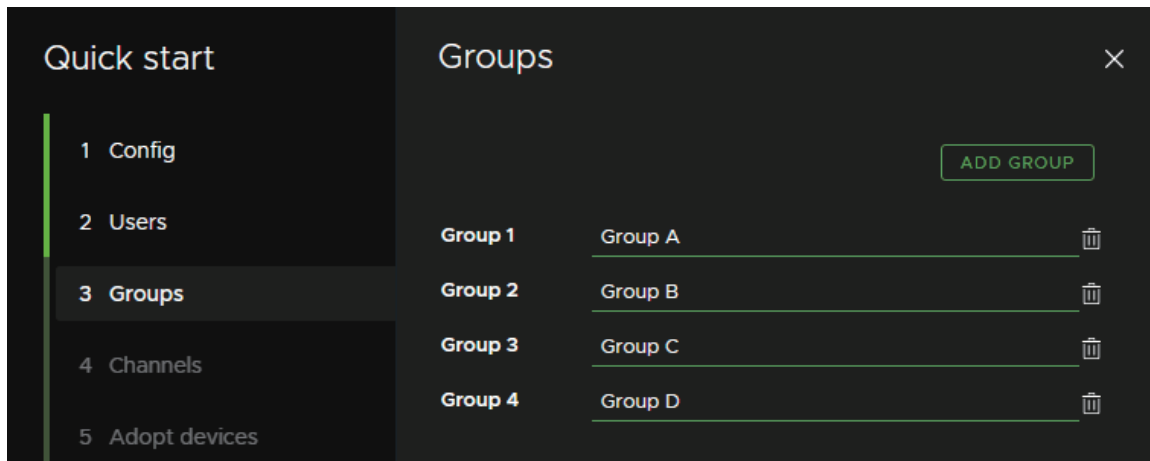 Quick start
1 Config
2 Users
3 Groups
4 Channels
5 Adopt devices
Groups
ADD GROUP
Group 1 Group A
Group 2 Group B
Group 3 Group C
Group 4 Group D